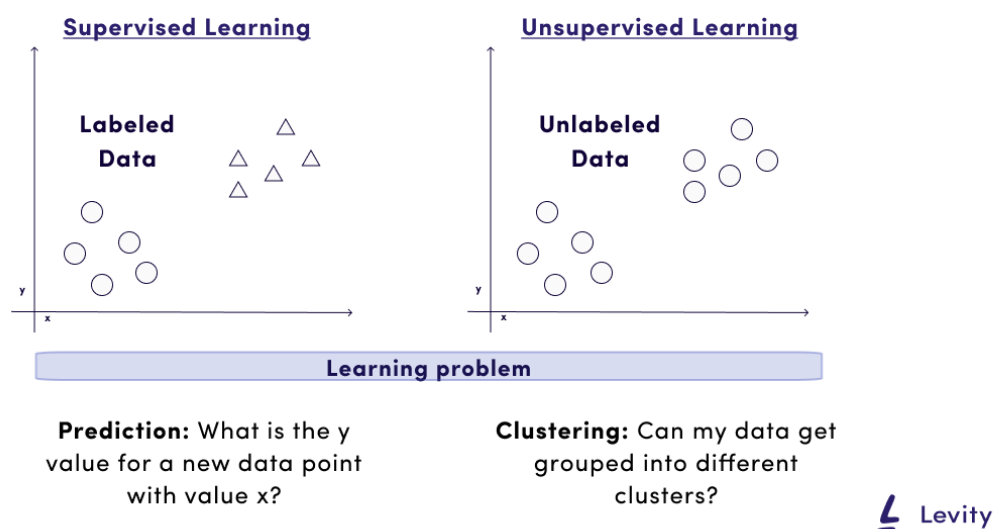 Supervised Learning
Unsupervised Learning
Labeled
Data
Unlabeled
Data
y
x
y
x
Learning problem
Prediction: What is the y
value for a new data point
with value x?
Clustering: Can my data get
grouped into different
clusters?
Levity